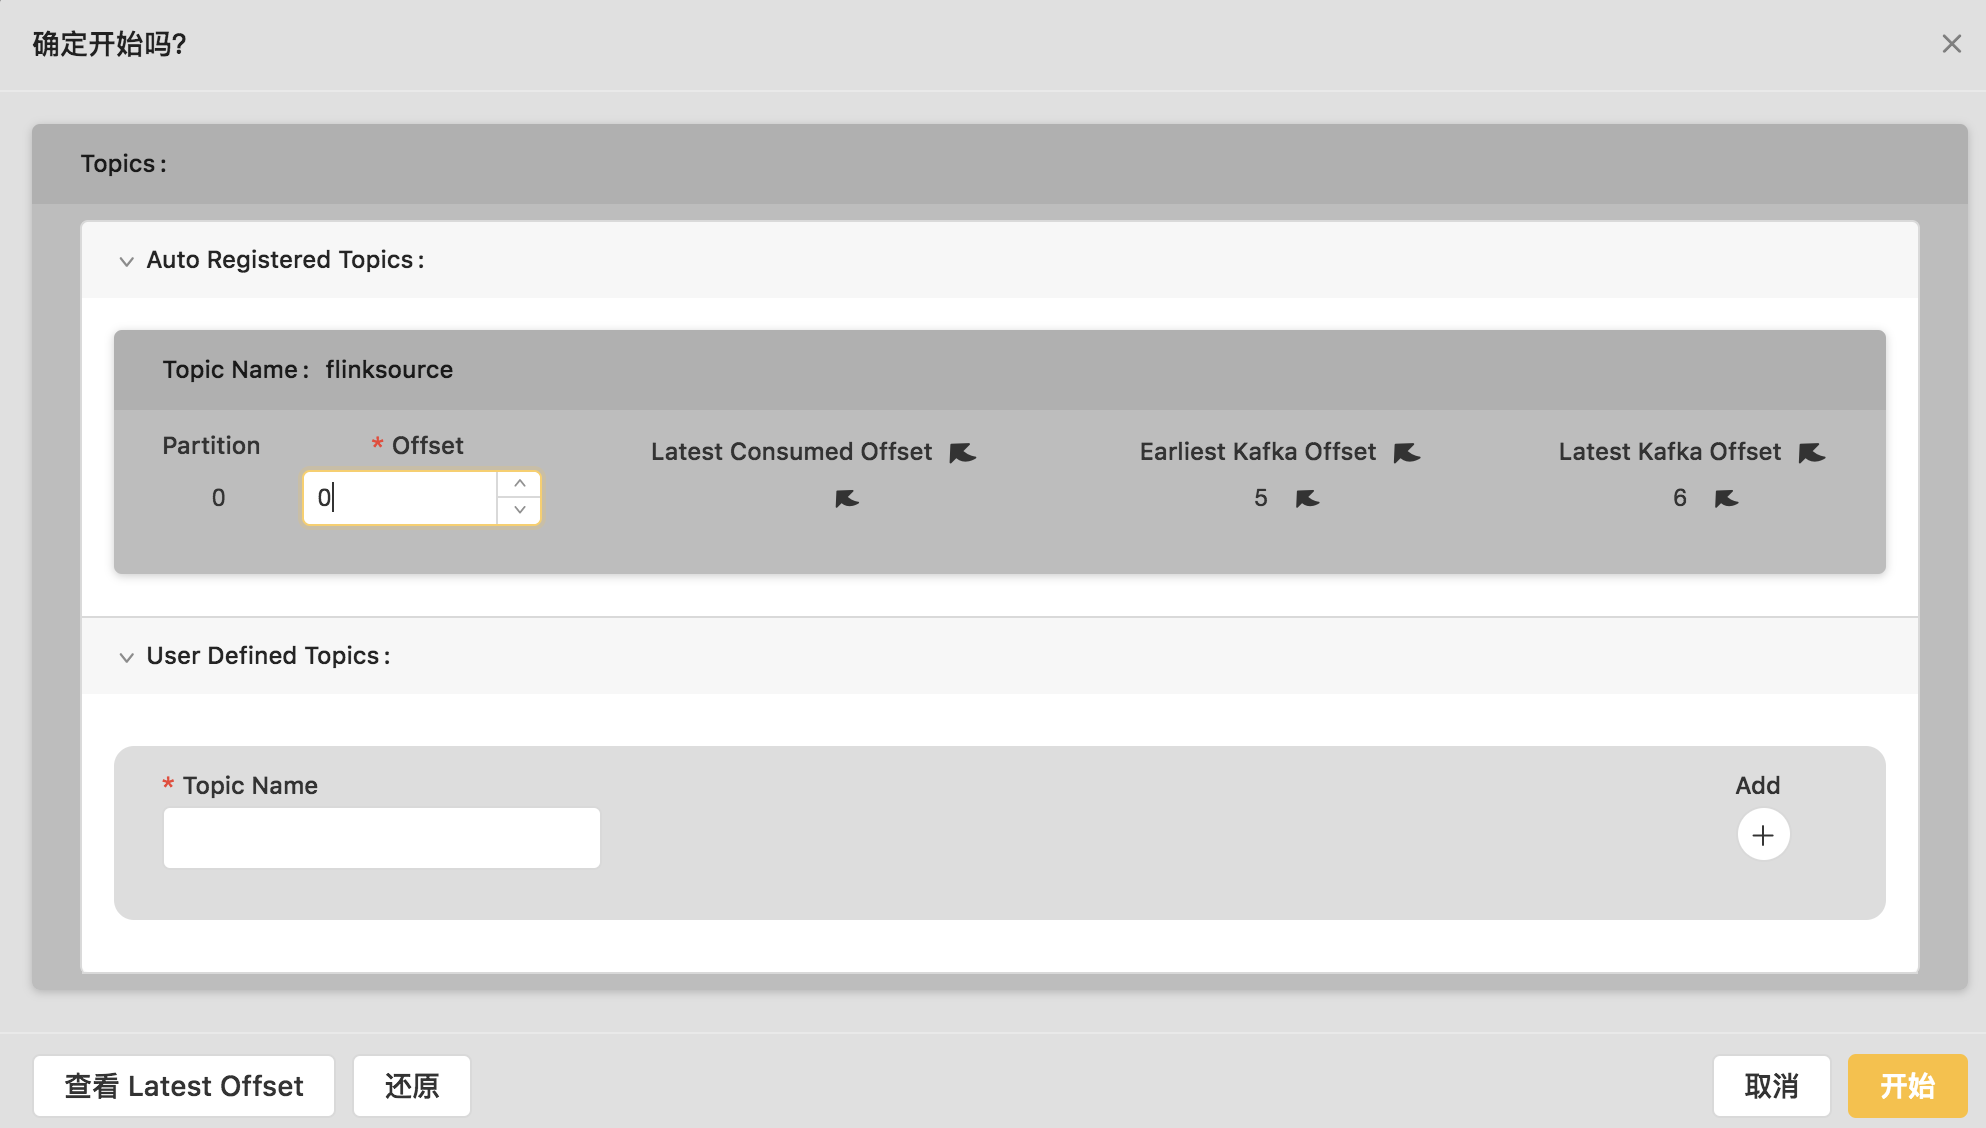 确定开始吗?
Topics:
Auto Registered Topics:
Topic Name: flinksource
Partition * Offset Latest Consumed Offset Earliest Kafka Offset Latest Kafka Offset
0 0 5 6
User Defined Topics:
* Topic Name Add
查看 Latest Offset 还原 取消 开始